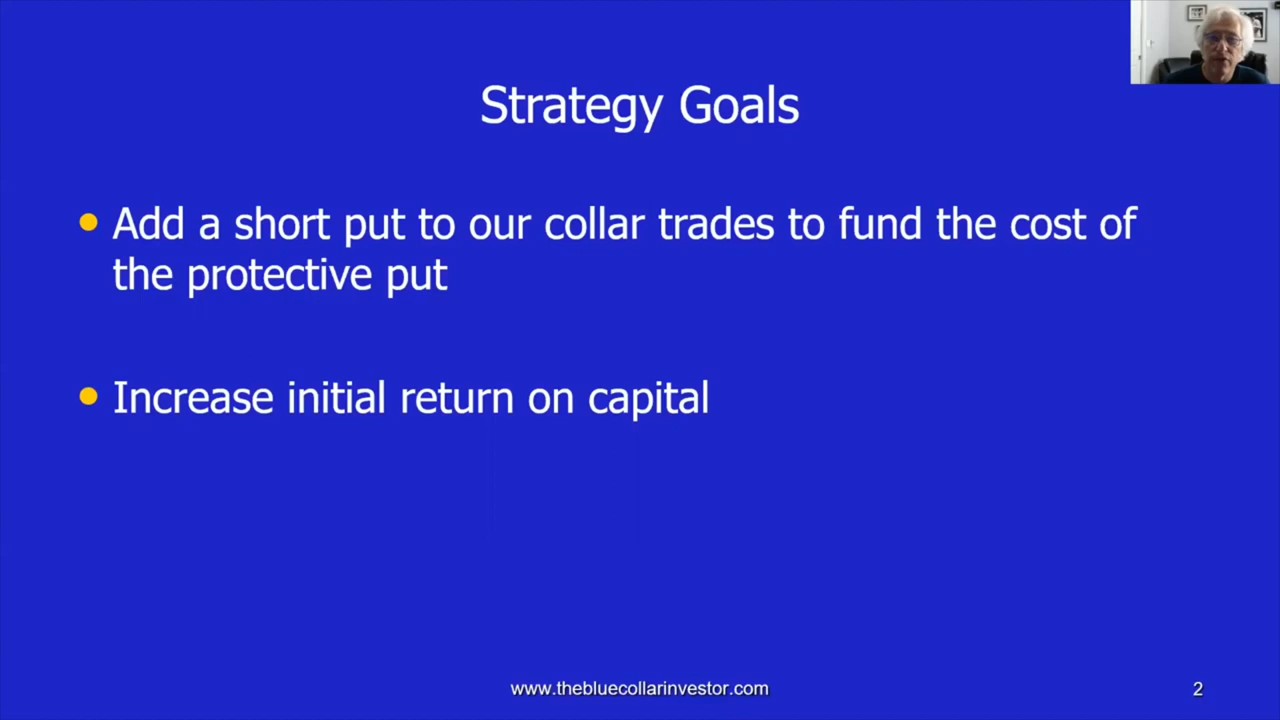 Strategy Goals
Add a short put to our collar trades to fund the cost of
the protective put
Increase initial return on capital
www.thebluecollarinvestor.com
2